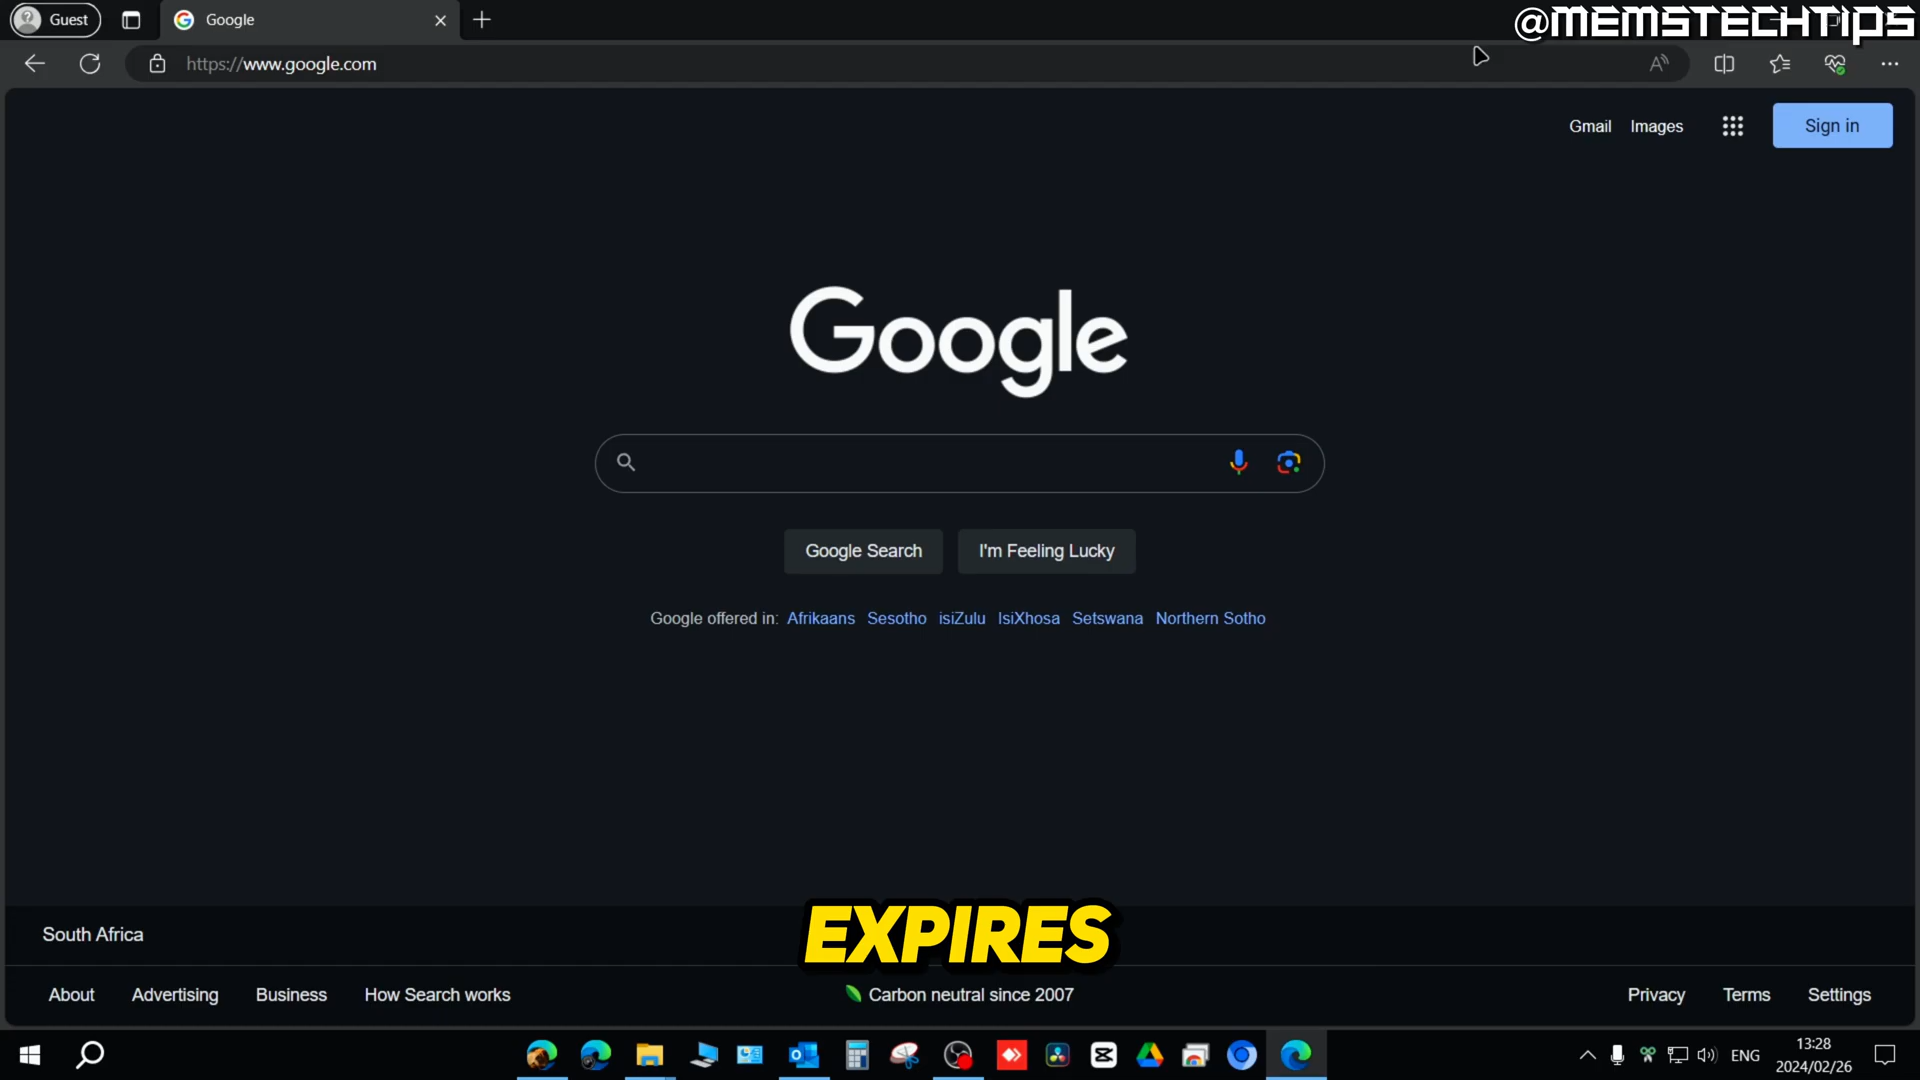 Guest
Google
@MEMSTECHTIPS
https://www.google.com
Gmail Images Sign in
Google
Google Search I'm Feeling Lucky
Google offered in: Afrikaans Sesotho isiZulu IsiXhosa Setswana Northern Sotho
EXPIRES
South Africa
About Advertising Business How Search works Carbon neutral since 2007 Privacy Terms Settings
ENG 13:28
2024/02/26